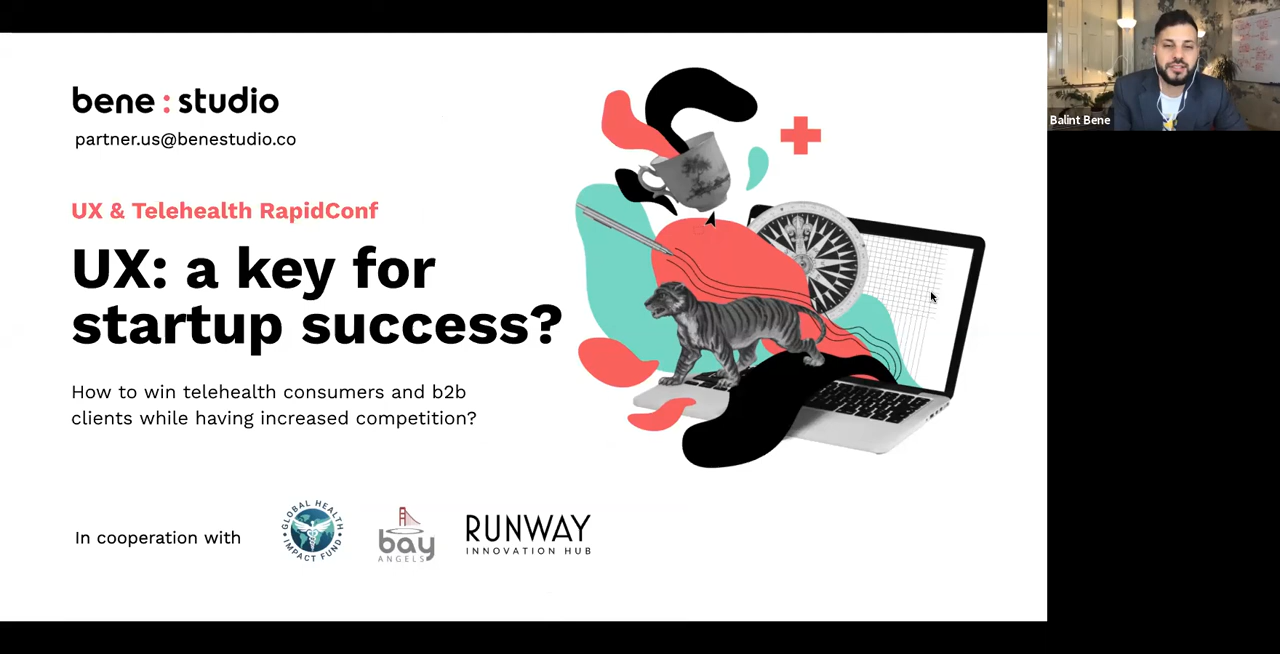 bene : studio
partner.us@benestudio.co
UX & Telehealth RapidConf
UX: a key for
startup success?
How to win telehealth consumers and b2b
clients while having increased competition?
In cooperation with
GLOBAL HEALTH
IMPACT FUND
bay
ANGELS
RUNWAY
INNOVATION HUB
Balint Bene